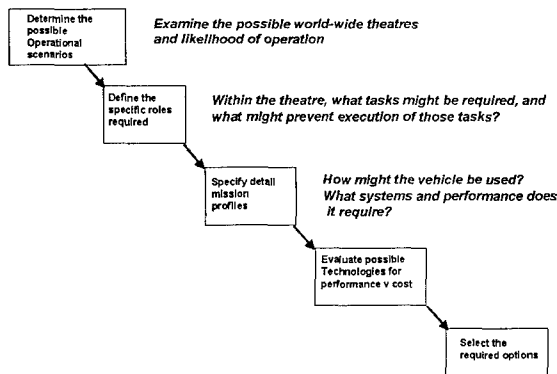 Determine the
possible
Operational
scenarios
Examine the possible world-wide theatres
and likelihood of operation
Define the
specific roles
required
Within the theatre, what tasks might be required, and
what might prevent execution of those tasks?
Specify detail
mission
profiles
How might the vehicle be used?
What systems and performance does
it require?
Evaluate possible
Technologies for
performance v cost
Select the
required options